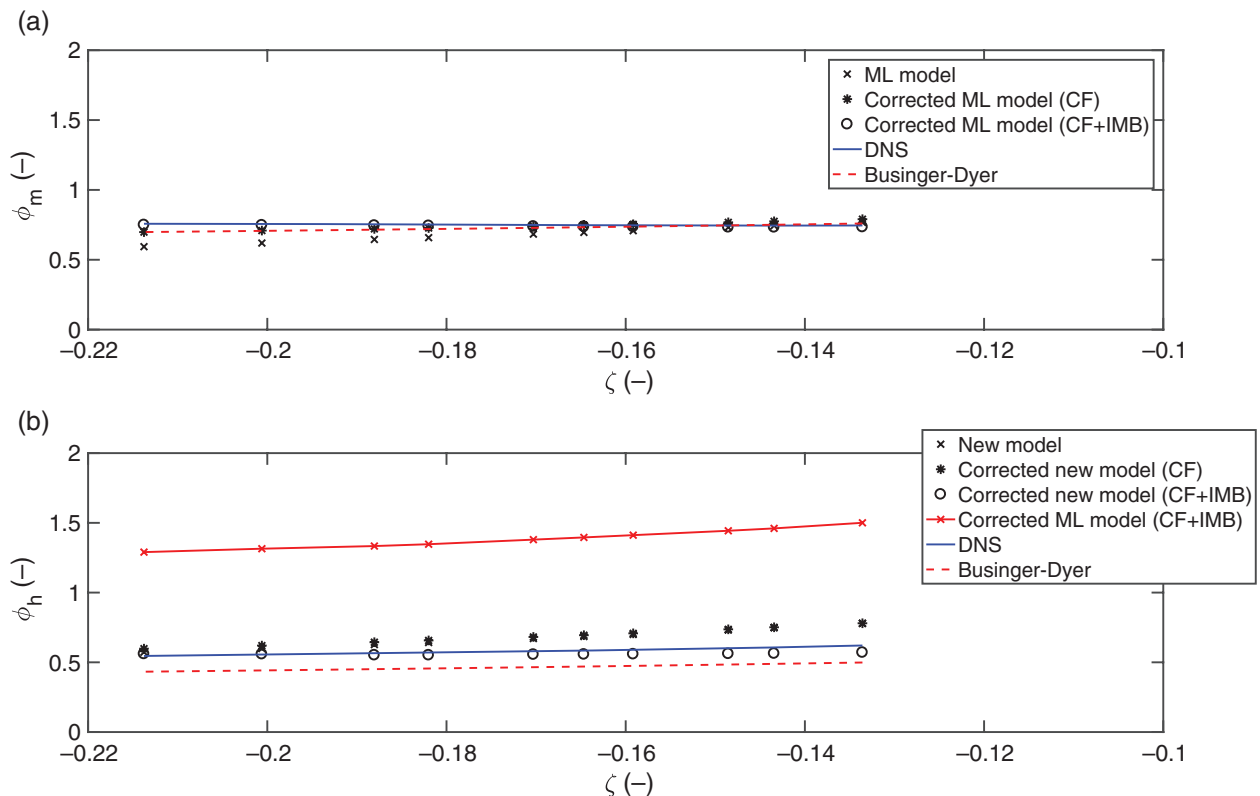 (a)
2
1.5
1
0.5
0
ϕm (–)
ML model
Corrected ML model (CF)
Corrected ML model (CF+IMB)
DNS
Businger-Dyer
–0.22 –0.2 –0.18 –0.16 –0.14 –0.12 –0.1
ζ (–)
(b)
2
1.5
1
0.5
0
ϕh (–)
New model
Corrected new model (CF)
Corrected new model (CF+IMB)
Corrected ML model (CF+IMB)
DNS
Businger-Dyer
–0.22 –0.2 –0.18 –0.16 –0.14 –0.12 –0.1
ζ (–)